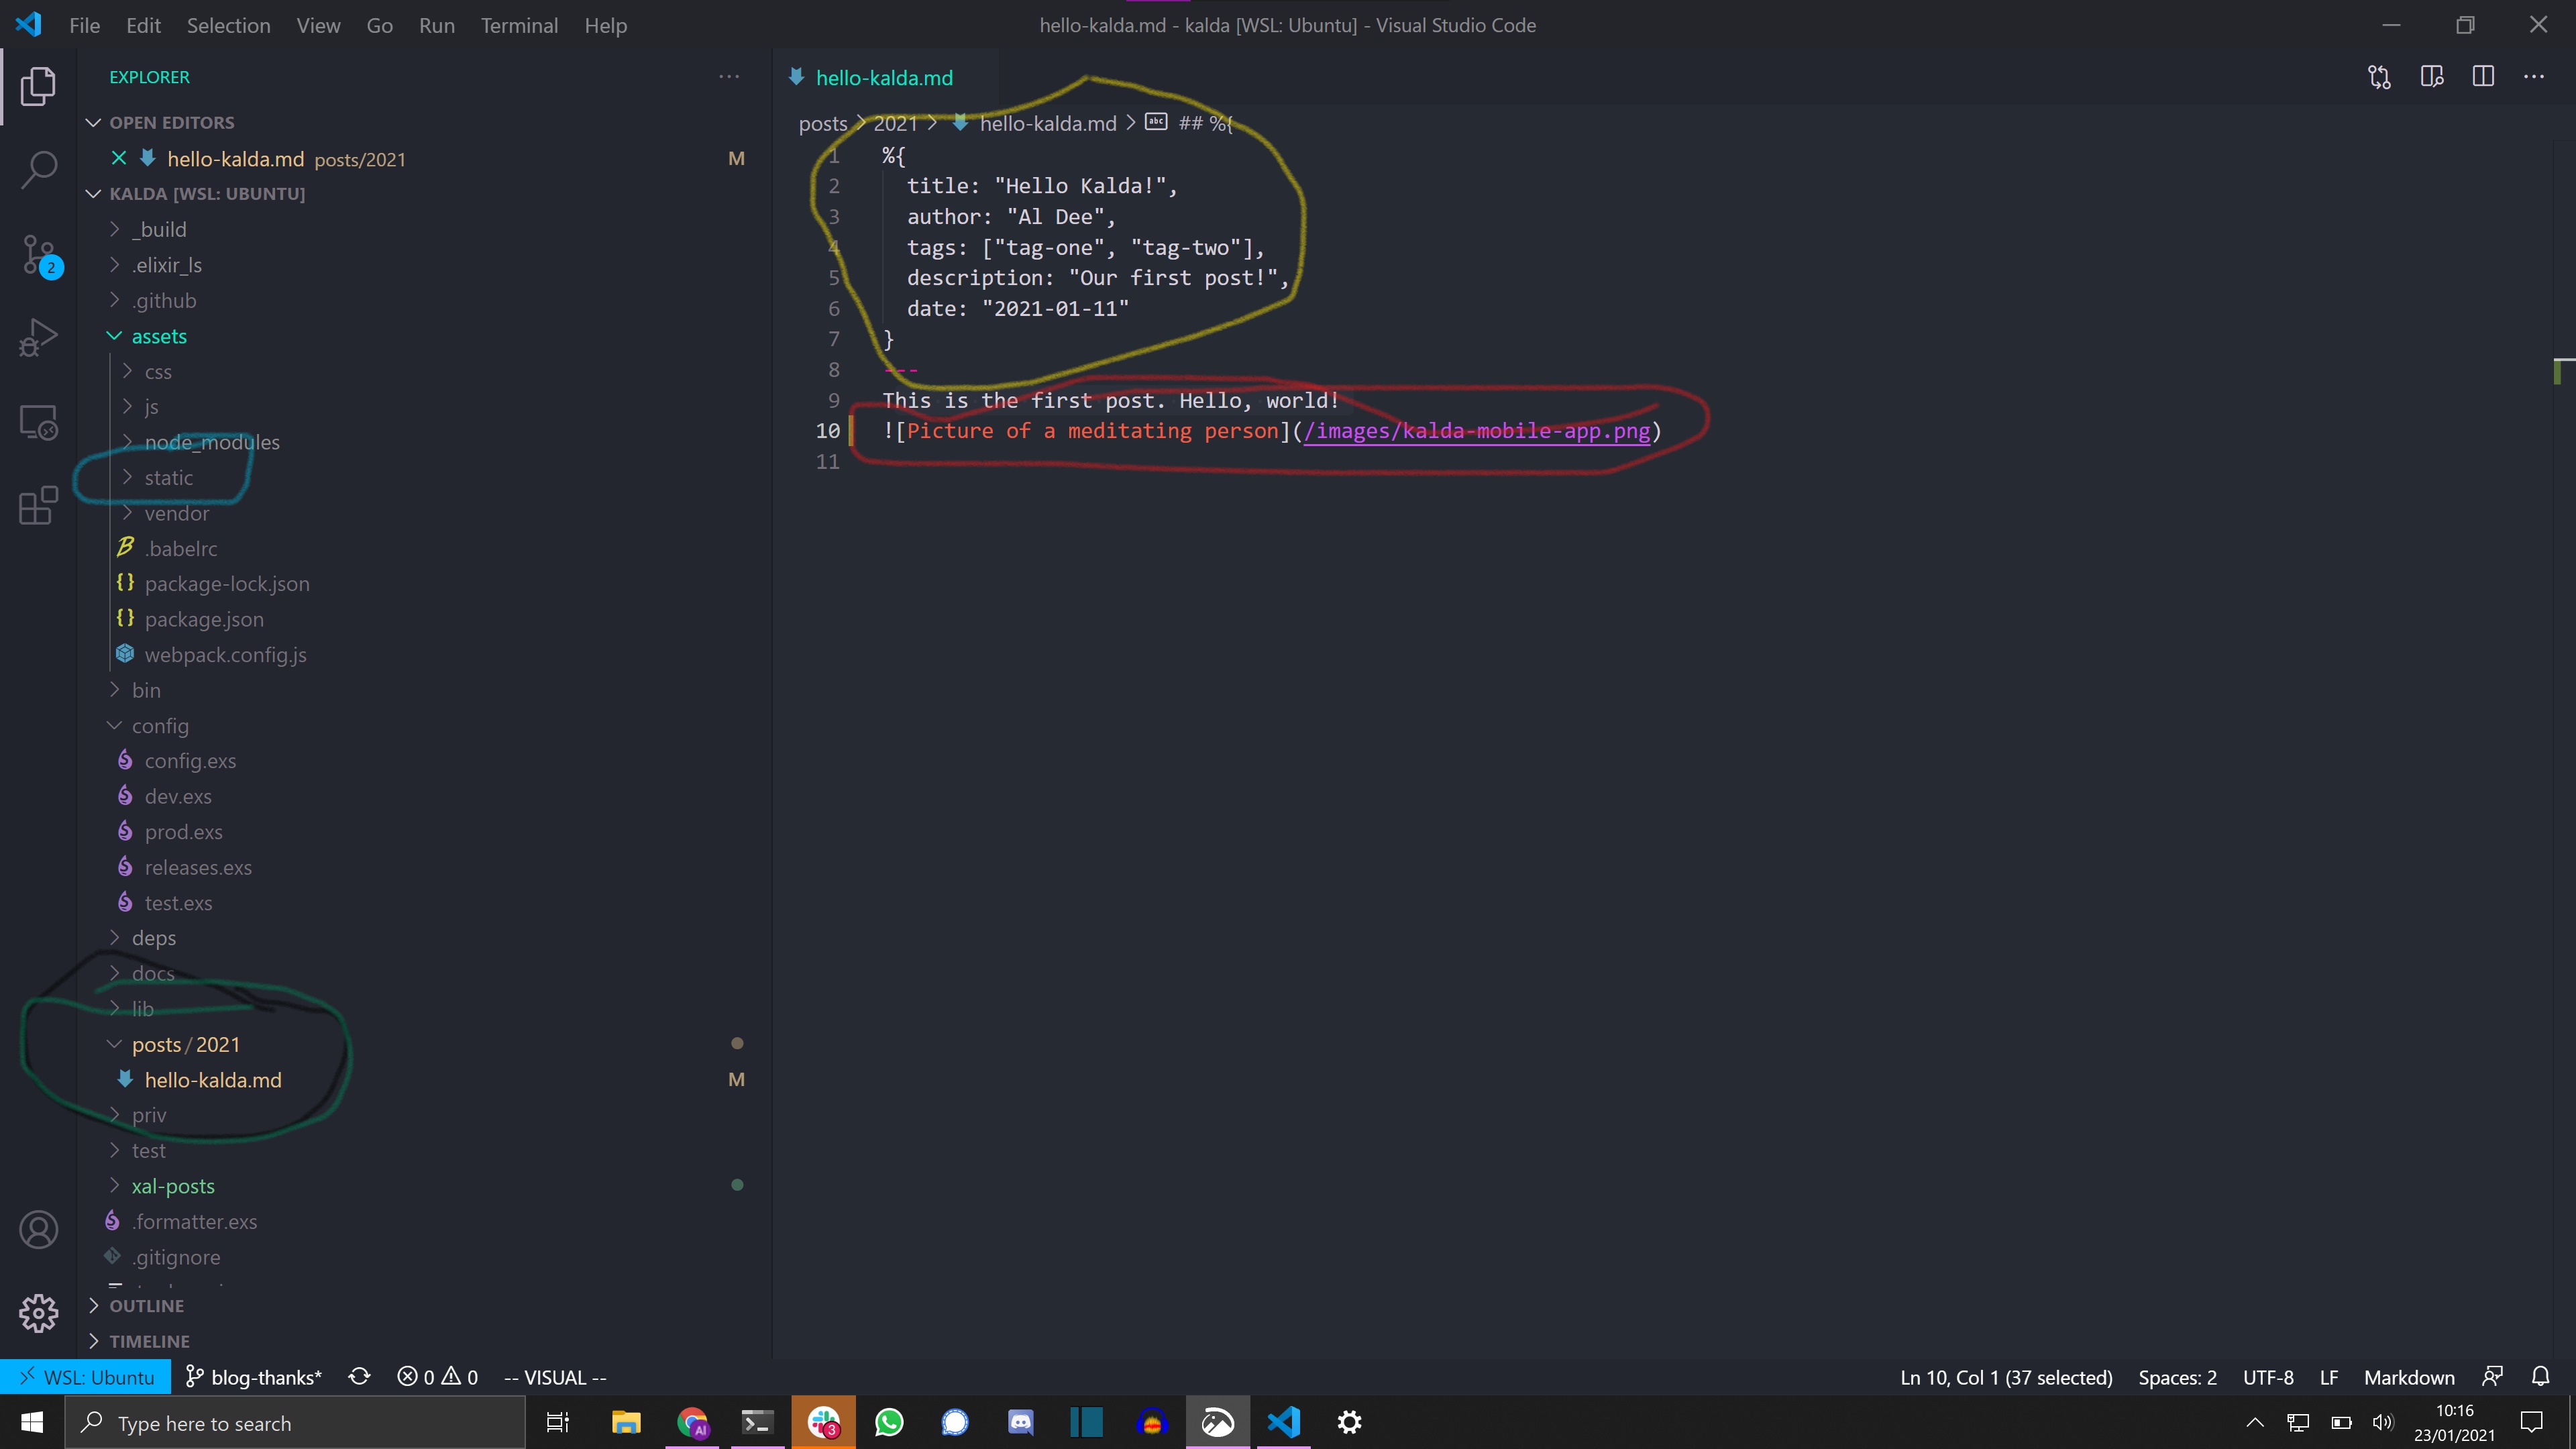 File Edit Selection View Go Run Terminal Help
hello-kalda.md - kalda [WSL: Ubuntu] - Visual Studio Code
EXPLORER
OPEN EDITORS
hello-kalda.md posts/2021 M
KALDA [WSL: UBUNTU]
_build
.elixir_ls
2
.github
assets
css
js
node_modules
static
vendor
.babelrc
package-lock.json
package.json
webpack.config.js
bin
config
config.exs
dev.exs
prod.exs
releases.exs
test.exs
deps
docs
lib
posts/2021
hello-kalda.md M
priv
test
xal-posts
.formatter.exs
.gitignore
OUTLINE
TIMELINE
hello-kalda.md
posts > 2021 > hello-kalda.md > abc ## %{
1 %{
2 title: "Hello Kalda!",
3 author: "Al Dee",
4 tags: ["tag-one", "tag-two"],
5 description: "Our first post!",
6 date: "2021-01-11"
7 }
8 ---
9 This is the first post. Hello, world!
10 ![Picture of a meditating person](/images/kalda-mobile-app.png)
11
WSL: Ubuntu blog-thanks* 0 0 -- VISUAL -- Ln 10, Col 1 (37 selected) Spaces: 2 UTF-8 LF Markdown
Type here to search
AI
3
10:16
23/01/2021